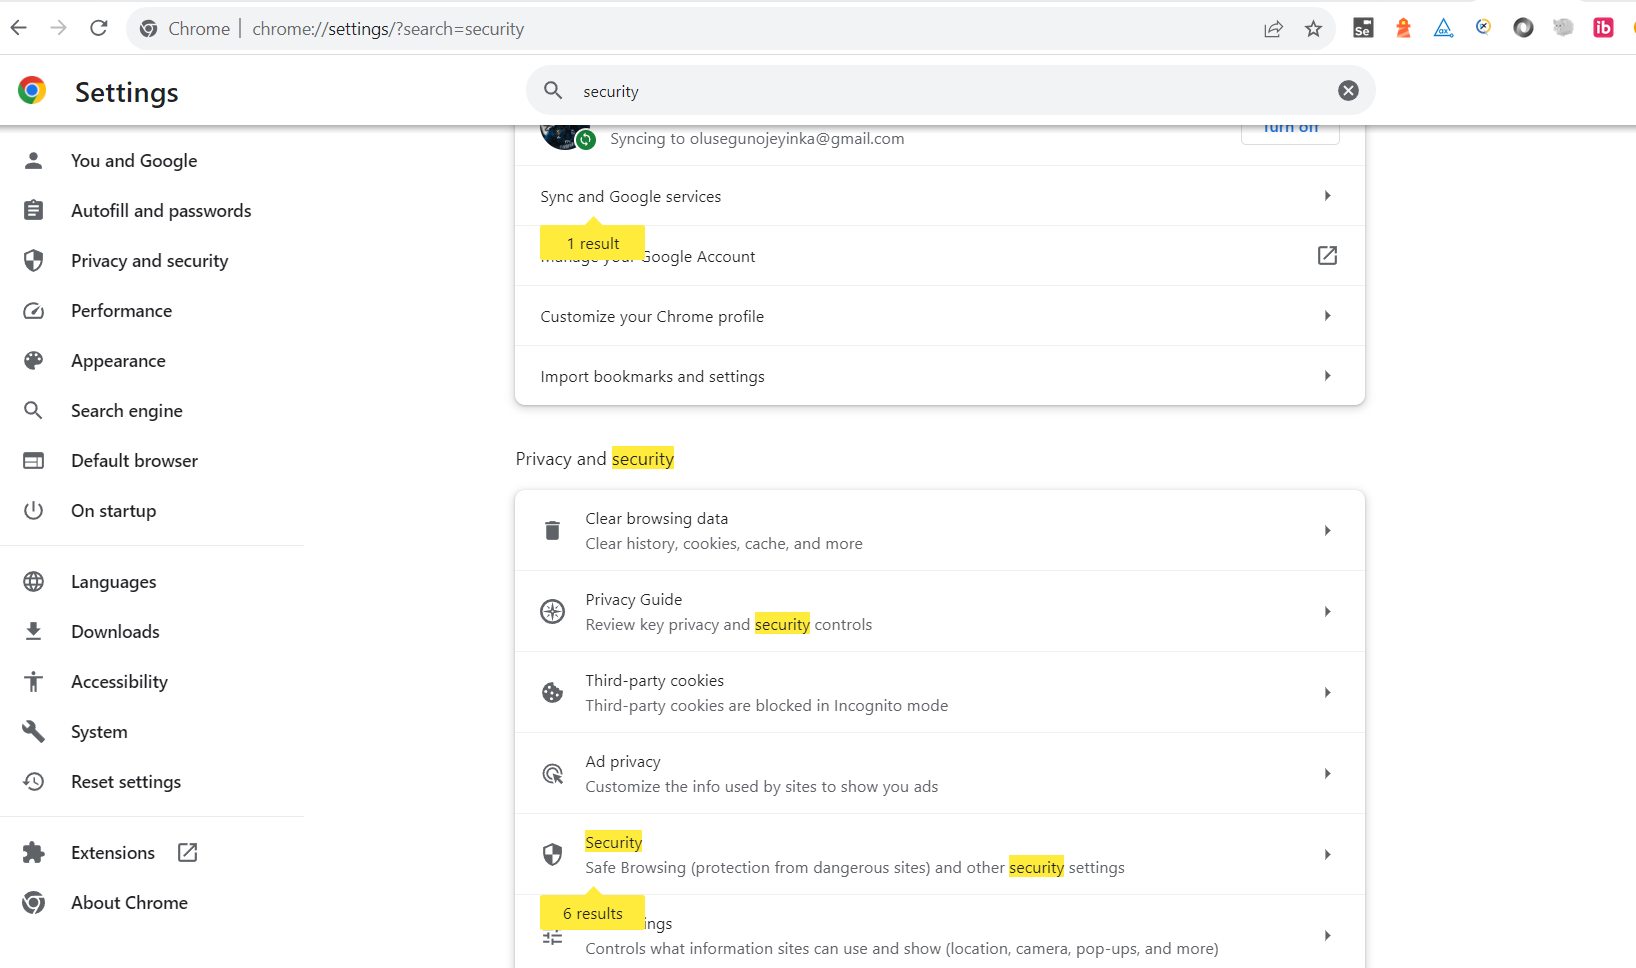 Chrome | chrome://settings/?search=security
Se
ax
ib
Settings
security
You and Google
Autofill and passwords
Privacy and security
Performance
Appearance
Search engine
Default browser
On startup
Languages
Downloads
Accessibility
System
Reset settings
Extensions
About Chrome
Syncing to olusegunojeyinka@gmail.com
Turn off
Sync and Google services
1 result
Manage your Google Account
Customize your Chrome profile
Import bookmarks and settings
Privacy and security
Clear browsing data
Clear history, cookies, cache, and more
Privacy Guide
Review key privacy and security controls
Third-party cookies
Third-party cookies are blocked in Incognito mode
Ad privacy
Customize the info used by sites to show you ads
Security
Safe Browsing (protection from dangerous sites) and other security settings
6 results
ings
Controls what information sites can use and show (location, camera, pop-ups, and more)